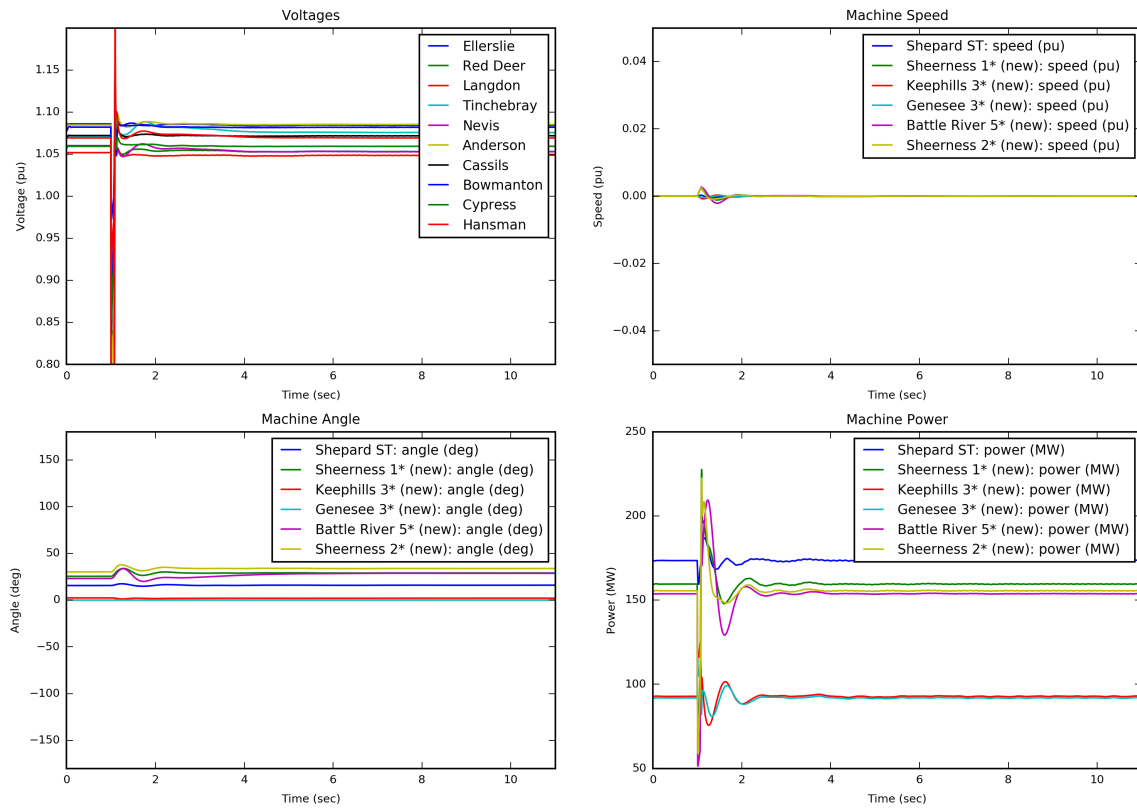 Voltages
Voltage (pu)
1.15
1.10
1.05
1.00
0.95
0.90
0.85
0.80
0
2
4
6
8
10
Time (sec)
Ellerslie
Red Deer
Langdon
Tinchebray
Nevis
Anderson
Cassils
Bowmanton
Cypress
Hansman
Machine Speed
Speed (pu)
0.04
0.02
0.00
−0.02
−0.04
0
2
4
6
8
10
Time (sec)
Shepard ST: speed (pu)
Sheerness 1* (new): speed (pu)
Keephills 3* (new): speed (pu)
Genesee 3* (new): speed (pu)
Battle River 5* (new): speed (pu)
Sheerness 2* (new): speed (pu)
Machine Angle
Angle (deg)
150
100
50
0
−50
−100
−150
0
2
4
6
8
10
Time (sec)
Shepard ST: angle (deg)
Sheerness 1* (new): angle (deg)
Keephills 3* (new): angle (deg)
Genesee 3* (new): angle (deg)
Battle River 5* (new): angle (deg)
Sheerness 2* (new): angle (deg)
Machine Power
Power (MW)
250
200
150
100
50
0
2
4
6
8
10
Time (sec)
Shepard ST: power (MW)
Sheerness 1* (new): power (MW)
Keephills 3* (new): power (MW)
Genesee 3* (new): power (MW)
Battle River 5* (new): power (MW)
Sheerness 2* (new): power (MW)